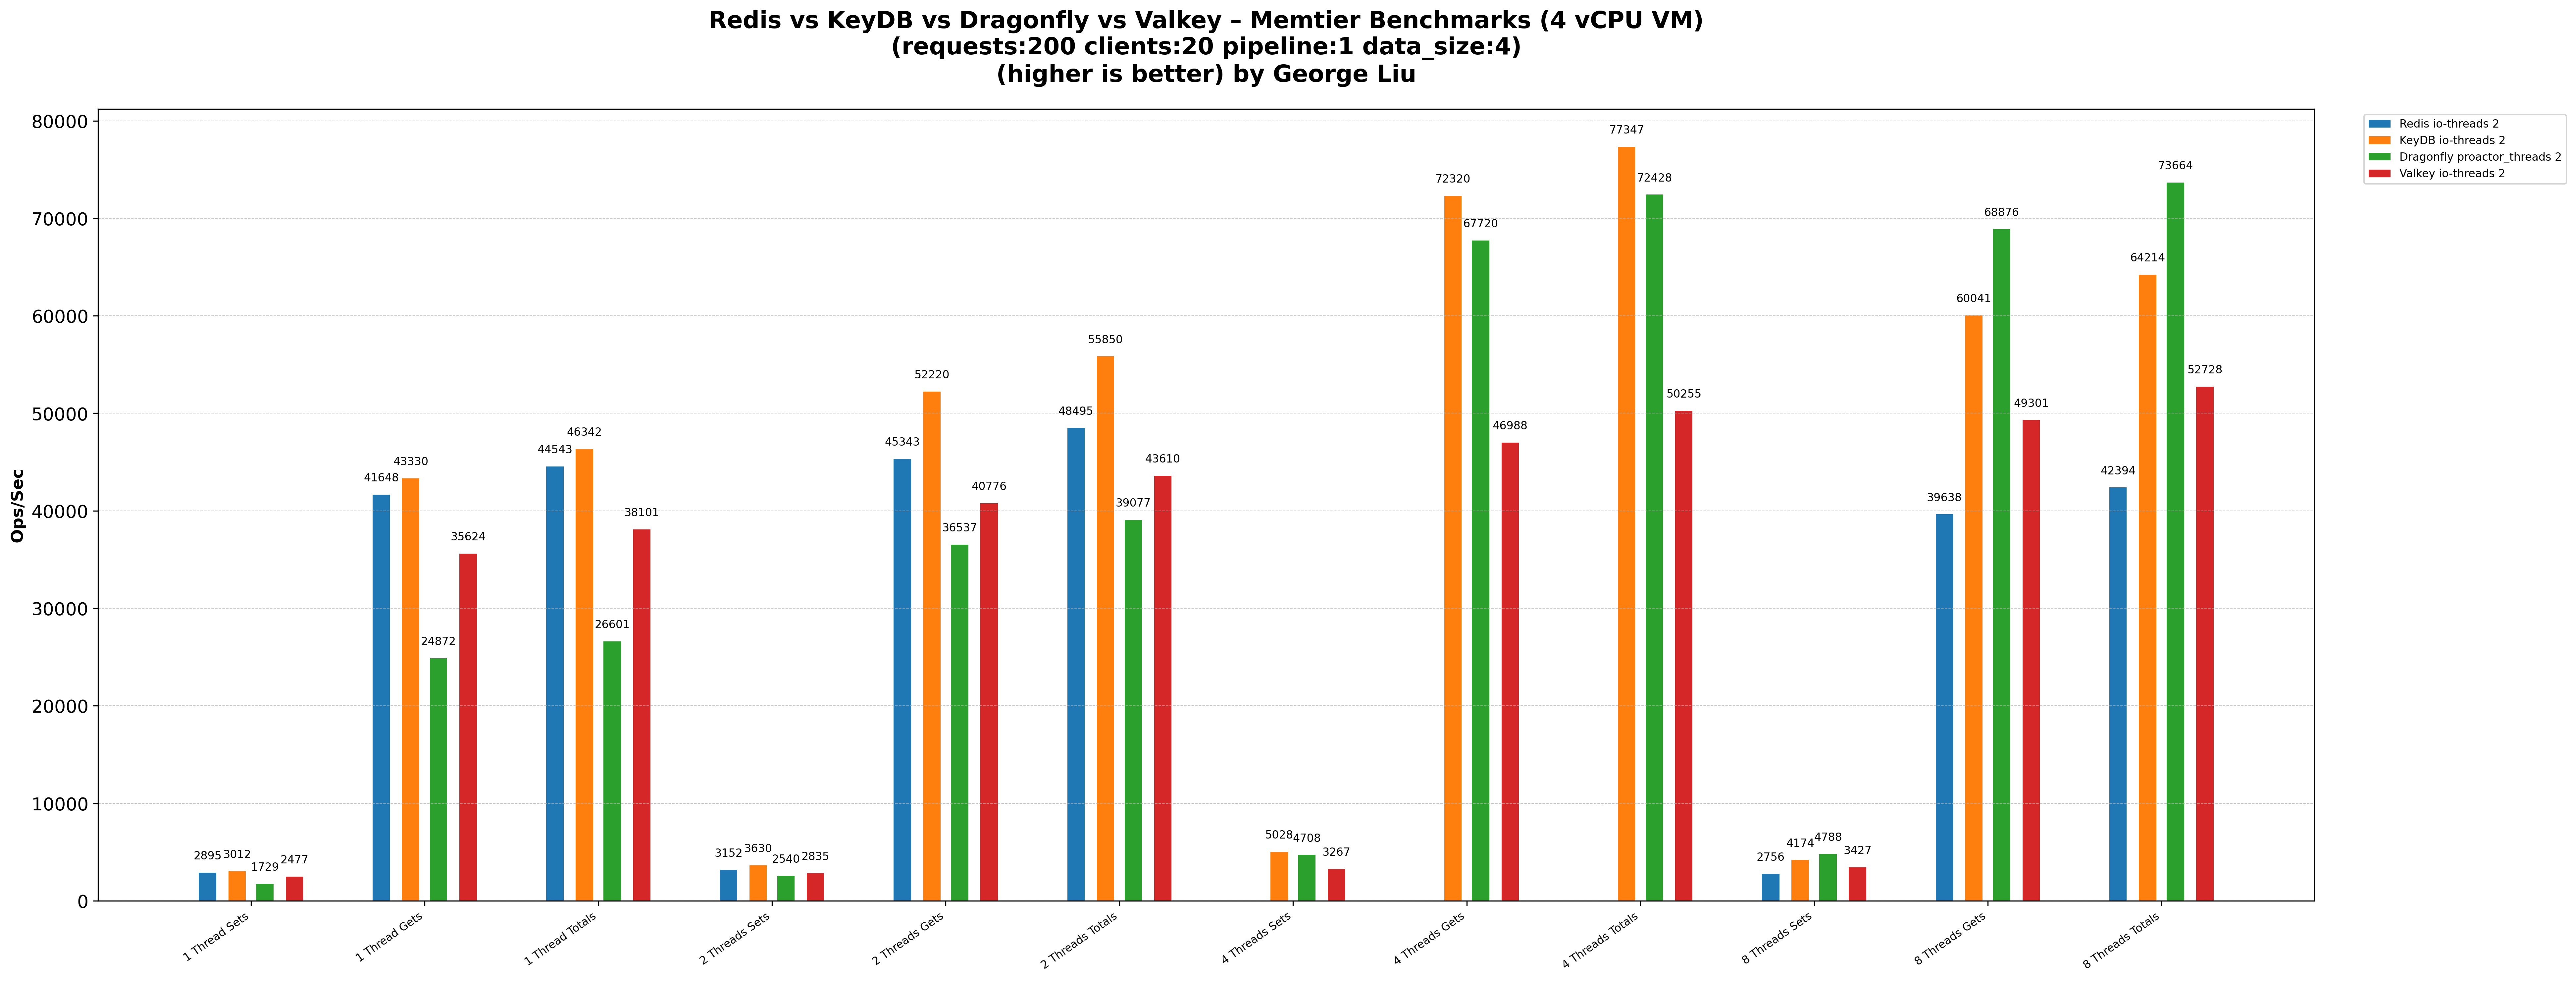 Redis vs KeyDB vs Dragonfly vs Valkey – Memtier Benchmarks (4 vCPU VM)
(requests:200 clients:20 pipeline:1 data_size:4)
(higher is better) by George Liu
Redis io-threads 2
KeyDB io-threads 2
Dragonfly proactor_threads 2
Valkey io-threads 2
Ops/Sec
80000
70000
60000
50000
40000
30000
20000
10000
0
2895
3012
1729
2477
41648
43330
24872
35624
44543
46342
26601
38101
3152
3630
2540
2835
45343
52220
36537
40776
48495
55850
39077
43610
5028
4708
3267
72320
67720
46988
77347
72428
50255
2756
4174
4788
3427
39638
60041
68876
49301
42394
64214
73664
52728
1 Thread Sets
1 Thread Gets
1 Thread Totals
2 Threads Sets
2 Threads Gets
2 Threads Totals
4 Threads Sets
4 Threads Gets
4 Threads Totals
8 Threads Sets
8 Threads Gets
8 Threads Totals